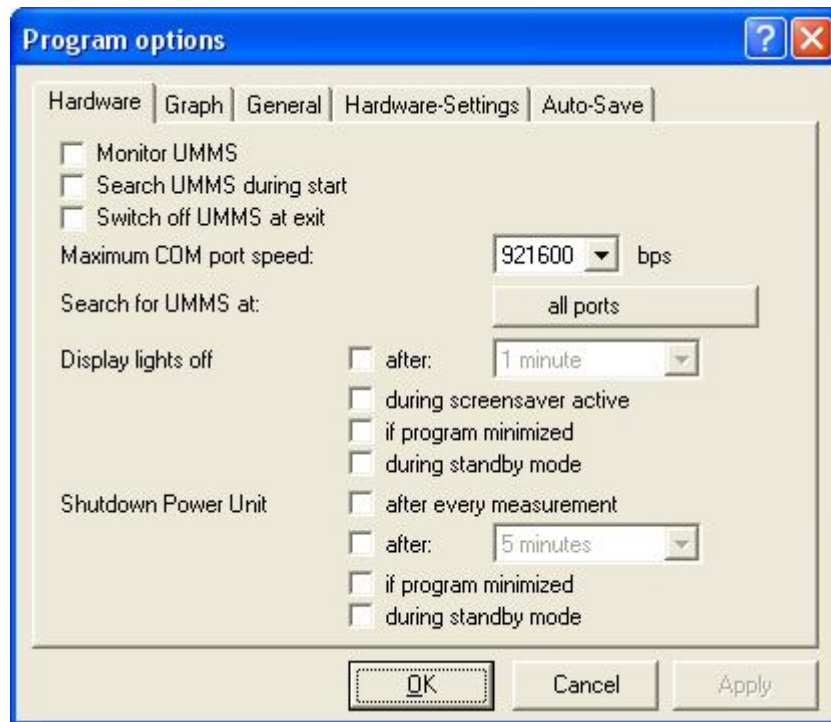 Program options
Hardware Graph General Hardware-Settings Auto-Save
Monitor UMMS
Search UMMS during start
Switch off UMMS at exit
Maximum COM port speed: 921600 bps
Search for UMMS at: all ports
Display lights off after: 1 minute
during screensaver active
if program minimized
during standby mode
Shutdown Power Unit after every measurement
after: 5 minutes
if program minimized
during standby mode
OK Cancel Apply